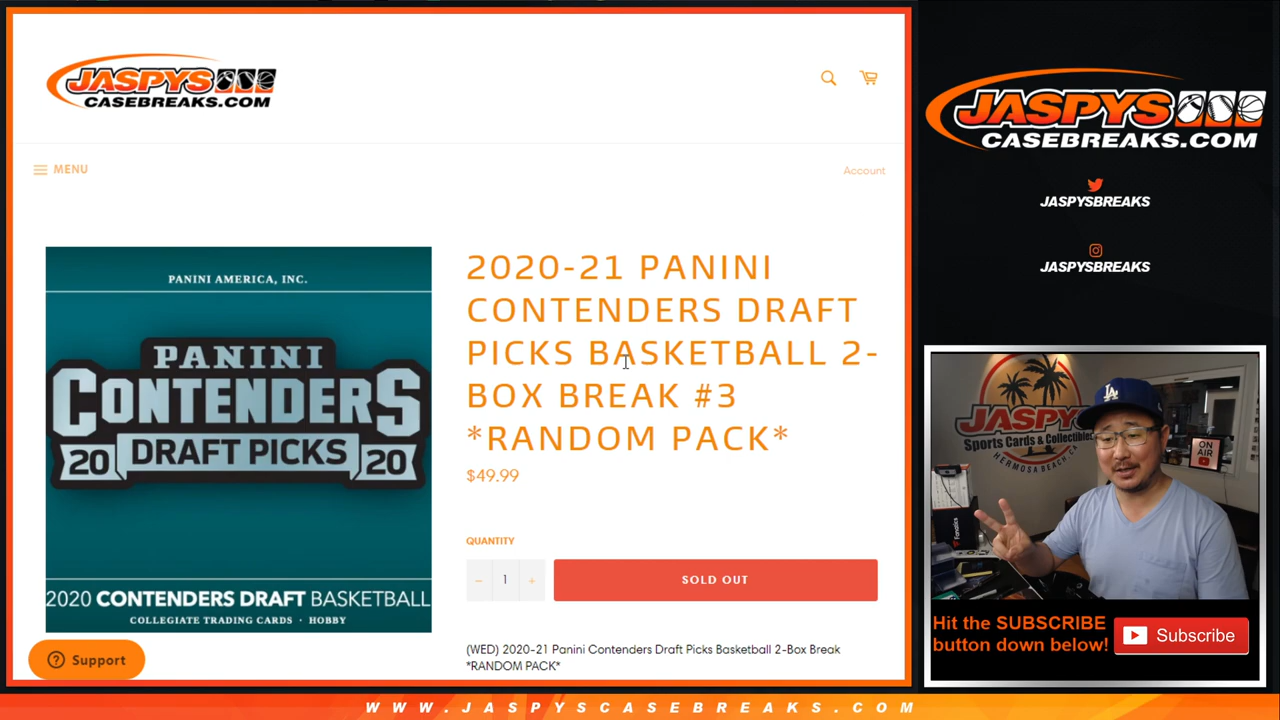 JASPYS
CASEBREAKS.COM
MENU
Account
PANINI AMERICA, INC.
PANINI
CONTENDERS
20 DRAFT PICKS 20
2020 CONTENDERS DRAFT BASKETBALL
COLLEGIATE TRADING CARDS · HOBBY
Support
2020-21 PANINI
CONTENDERS DRAFT
PICKS BASKETBALL 2-
BOX BREAK #3
*RANDOM PACK*
$49.99
QUANTITY
− 1 +
SOLD OUT
(WED) 2020-21 Panini Contenders Draft Picks Basketball 2-Box Break
*RANDOM PACK*
JASPYS
CASEBREAKS.COM
JASPYSBREAKS
JASPYSBREAKS
JASPYS
Sports Cards & Collectibles
HERMOSA BEACH, CA
LA
ON
AIR
Fanatics
Hit the SUBSCRIBE
button down below!
Subscribe
WWW.JASPYSCASEBREAKS.COM